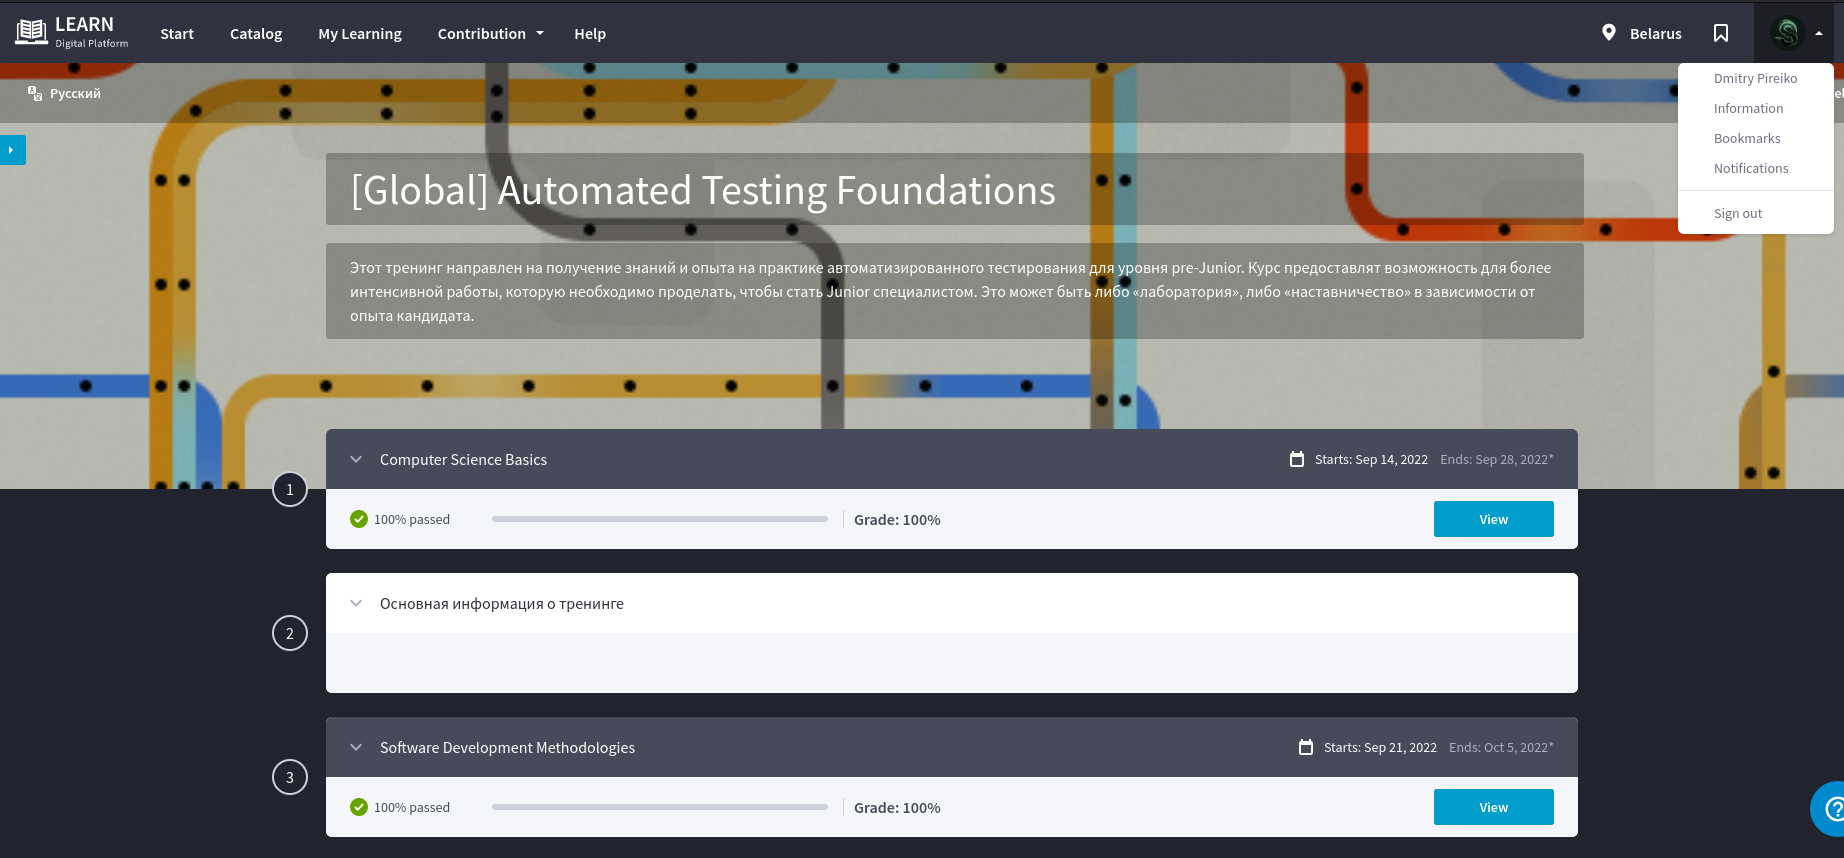 LEARN
Digital Platform
Start
Catalog
My Learning
Contribution
Help
Belarus
Русский
Dmitry Pireiko
Information
Bookmarks
Notifications
Sign out
[Global] Automated Testing Foundations
Этот тренинг направлен на получение знаний и опыта на практике автоматизированного тестирования для уровня pre-Junior. Курс предоставлят возможность для более
интенсивной работы, которую необходимо проделать, чтобы стать Junior специалистом. Это может быть либо «лаборатория», либо «наставничество» в зависимости от
опыта кандидата.
1
Computer Science Basics
Starts: Sep 14, 2022 Ends: Sep 28, 2022*
100% passed
Grade: 100%
View
2
Основная информация о тренинге
3
Software Development Methodologies
Starts: Sep 21, 2022 Ends: Oct 5, 2022*
100% passed
Grade: 100%
View